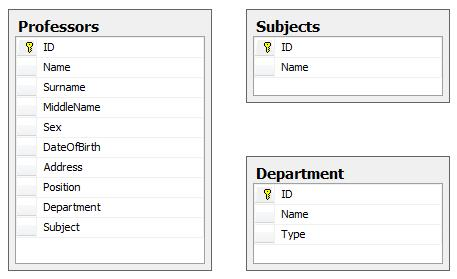 Professors
ID
Name
Surname
MiddleName
Sex
DateOfBirth
Address
Position
Department
Subject
Subjects
ID
Name
Department
ID
Name
Type